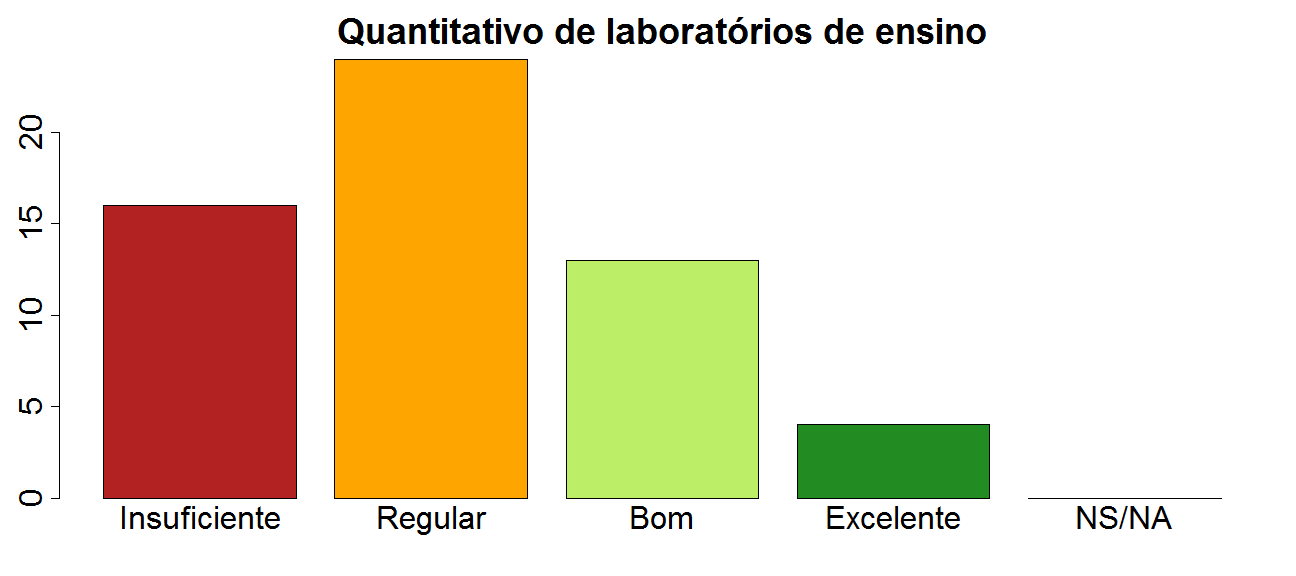 Quantitativo de laboratórios de ensino
20
15
10
5
0
Insuficiente Regular Bom Excelente NS/NA